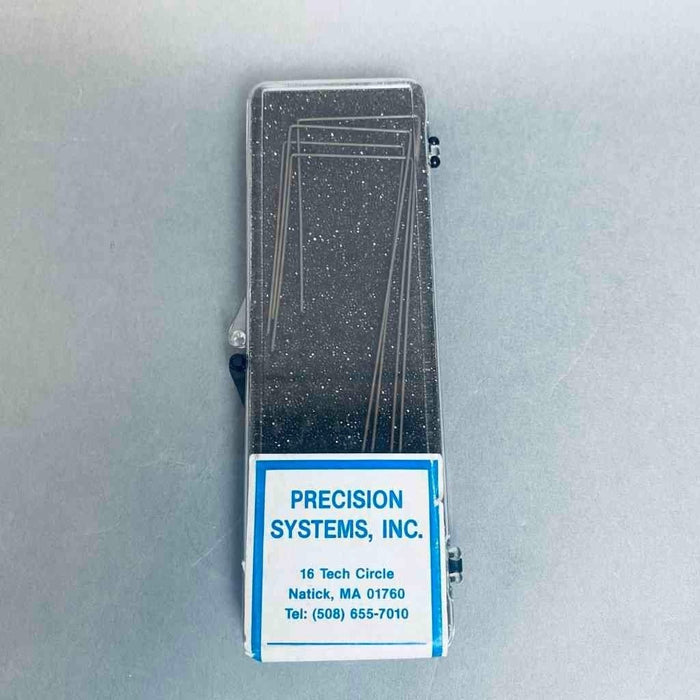 PRECISION
SYSTEMS, INC.
16 Tech Circle
Natick, MA 01760
Tel: (508) 655-7010